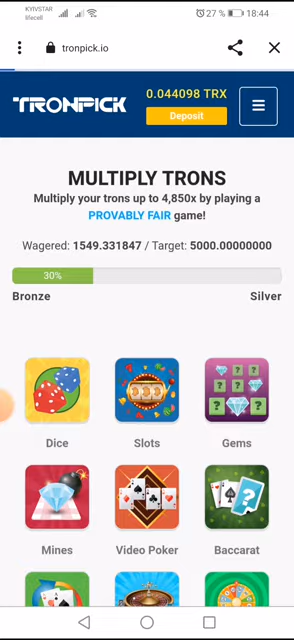 KYIVSTAR
lifecell
27 %
18:44
tronpick.io
TRONPICK
0.044098 TRX
Deposit
MULTIPLY TRONS
Multiply your trons up to 4,850x by playing a
PROVABLY FAIR game!
Wagered: 1549.331847 / Target: 5000.00000000
30%
Bronze Silver
Dice Slots Gems
Mines Video Poker Baccarat